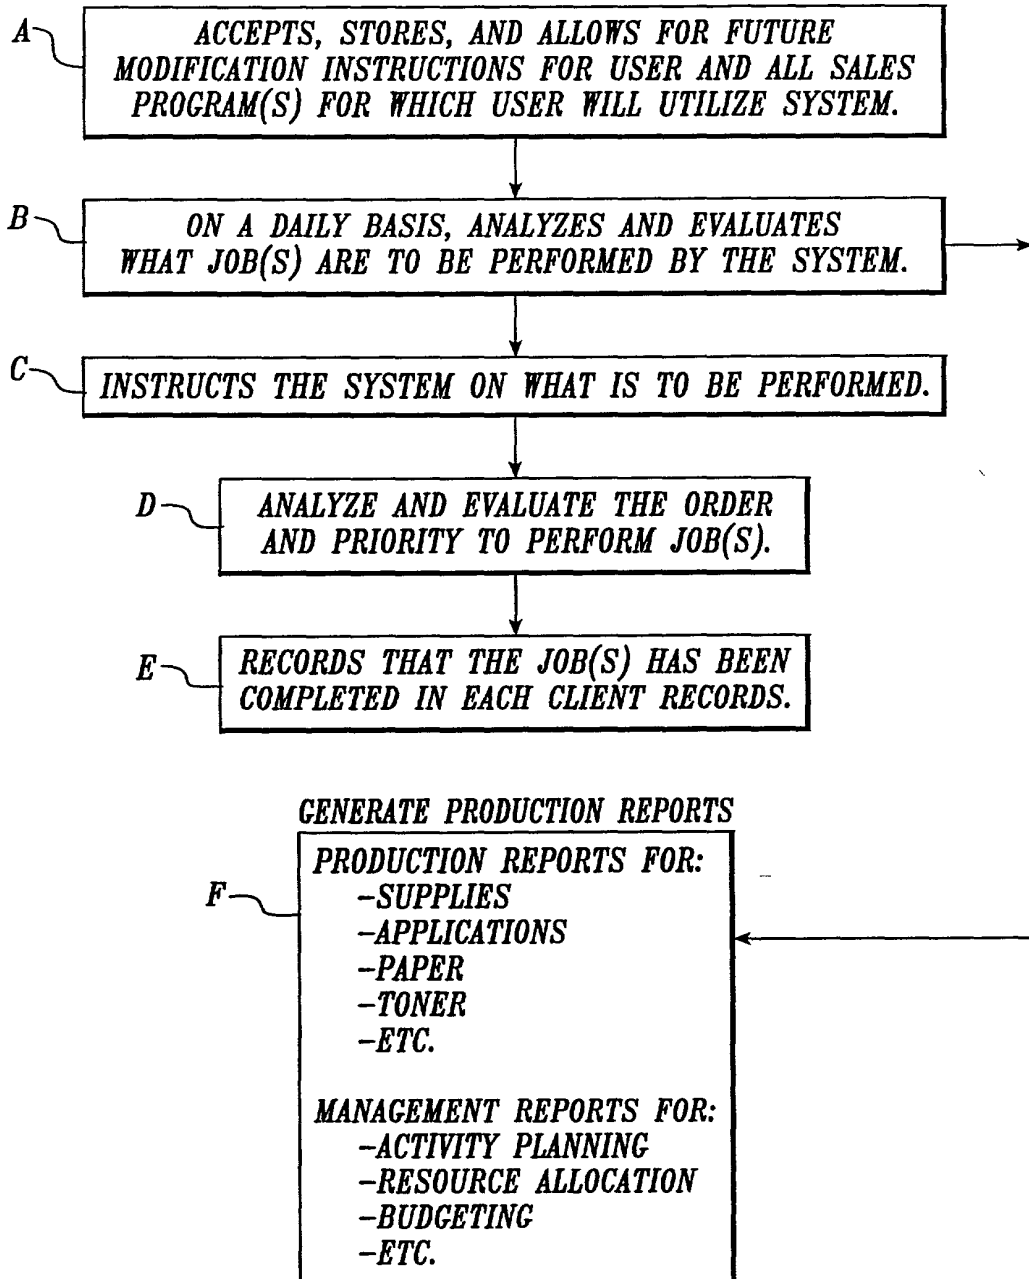 A
ACCEPTS, STORES, AND ALLOWS FOR FUTURE
MODIFICATION INSTRUCTIONS FOR USER AND ALL SALES
PROGRAM(S) FOR WHICH USER WILL UTILIZE SYSTEM.
B
ON A DAILY BASIS, ANALYZES AND EVALUATES
WHAT JOB(S) ARE TO BE PERFORMED BY THE SYSTEM.
C
INSTRUCTS THE SYSTEM ON WHAT IS TO BE PERFORMED.
D
ANALYZE AND EVALUATE THE ORDER
AND PRIORITY TO PERFORM JOB(S).
E
RECORDS THAT THE JOB(S) HAS BEEN
COMPLETED IN EACH CLIENT RECORDS.
GENERATE PRODUCTION REPORTS
F
PRODUCTION REPORTS FOR:
-SUPPLIES
-APPLICATIONS
-PAPER
-TONER
-ETC.
MANAGEMENT REPORTS FOR:
-ACTIVITY PLANNING
-RESOURCE ALLOCATION
-BUDGETING
-ETC.